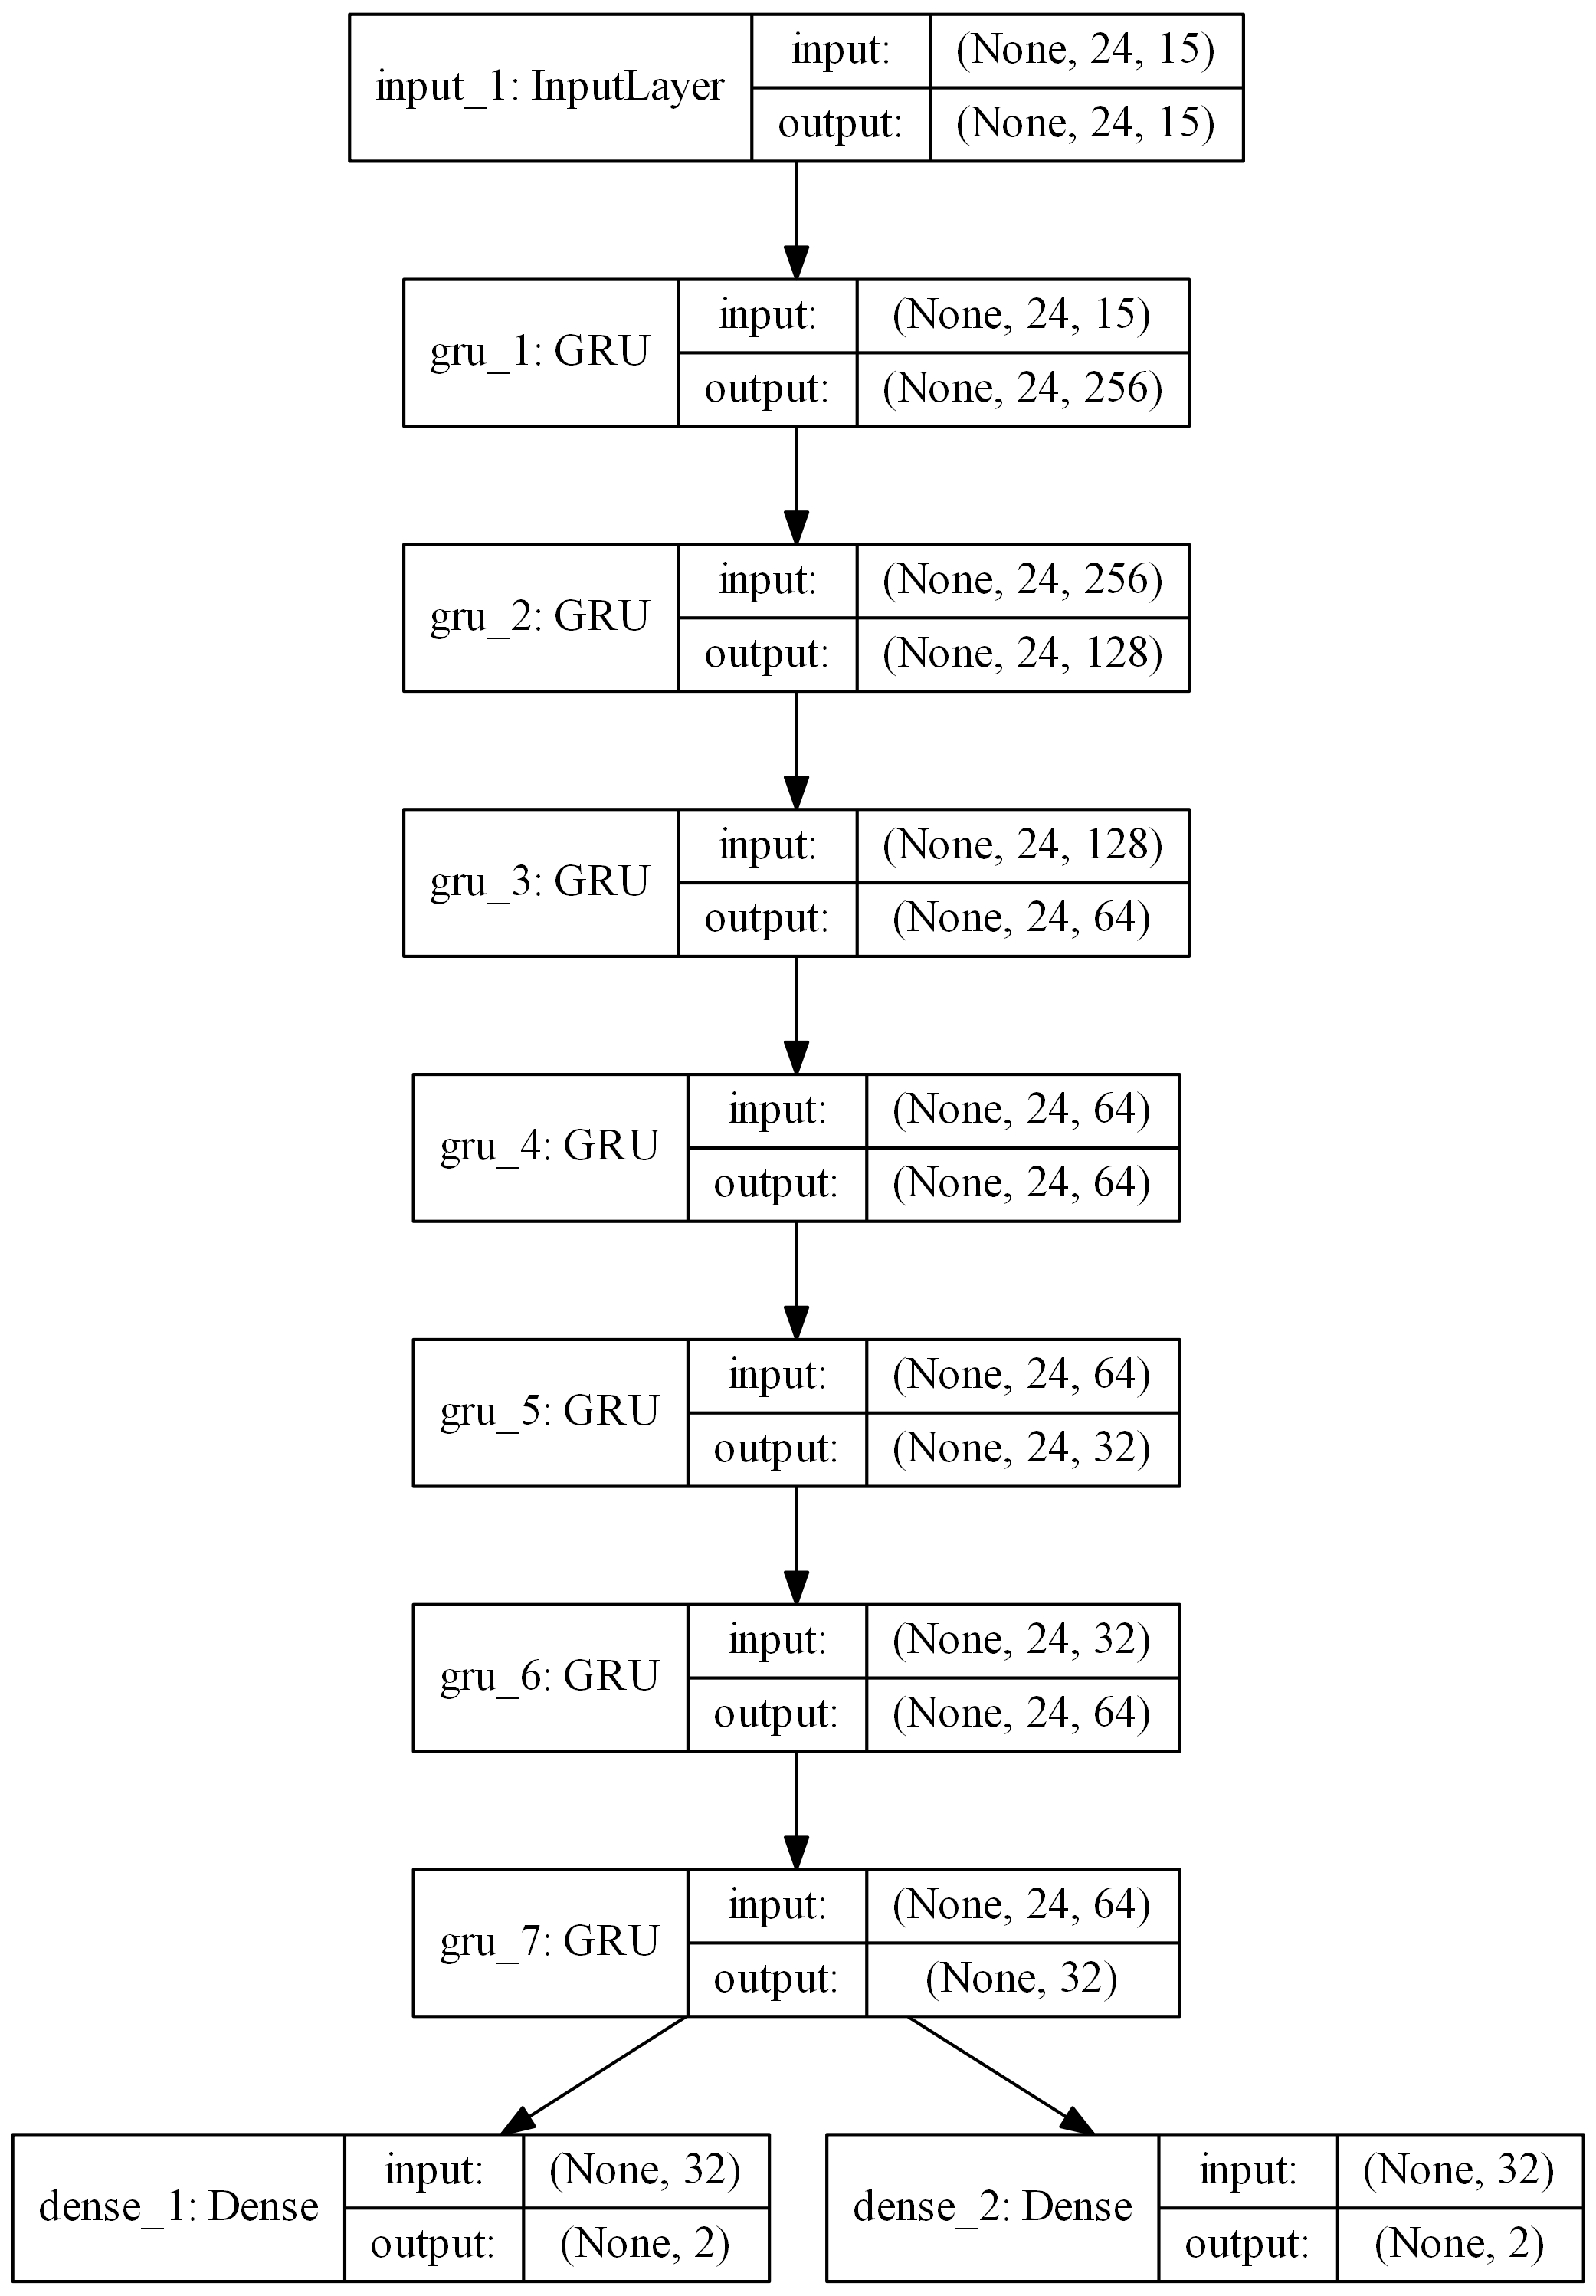 input_1: InputLayer
input: (None, 24, 15)
output: (None, 24, 15)
gru_1: GRU
input: (None, 24, 15)
output: (None, 24, 256)
gru_2: GRU
input: (None, 24, 256)
output: (None, 24, 128)
gru_3: GRU
input: (None, 24, 128)
output: (None, 24, 64)
gru_4: GRU
input: (None, 24, 64)
output: (None, 24, 64)
gru_5: GRU
input: (None, 24, 64)
output: (None, 24, 32)
gru_6: GRU
input: (None, 24, 32)
output: (None, 24, 64)
gru_7: GRU
input: (None, 24, 64)
output: (None, 32)
dense_1: Dense
input: (None, 32)
output: (None, 2)
dense_2: Dense
input: (None, 32)
output: (None, 2)